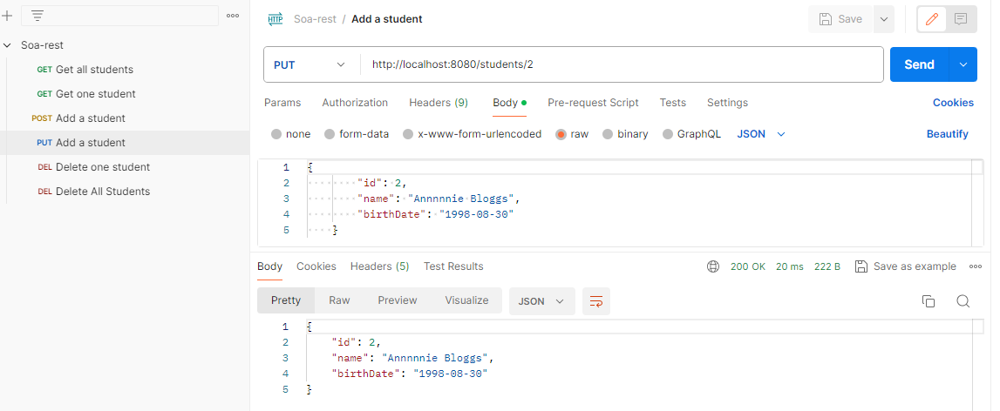 HTTP Soa-rest / Add a student Save
Soa-rest
GET Get all students
GET Get one student
POST Add a student
PUT Add a student
DEL Delete one student
DEL Delete All Students
PUT http://localhost:8080/students/2 Send
Params Authorization Headers (9) Body Pre-request Script Tests Settings Cookies
none form-data x-www-form-urlencoded raw binary GraphQL JSON Beautify
1 {
2 "id": 2,
3 "name": "Annnnnie Bloggs",
4 "birthDate": "1998-08-30"
5 }
Body Cookies Headers (5) Test Results 200 OK 20 ms 222 B Save as example
Pretty Raw Preview Visualize JSON
1 {
2 "id": 2,
3 "name": "Annnnnie Bloggs",
4 "birthDate": "1998-08-30"
5 }